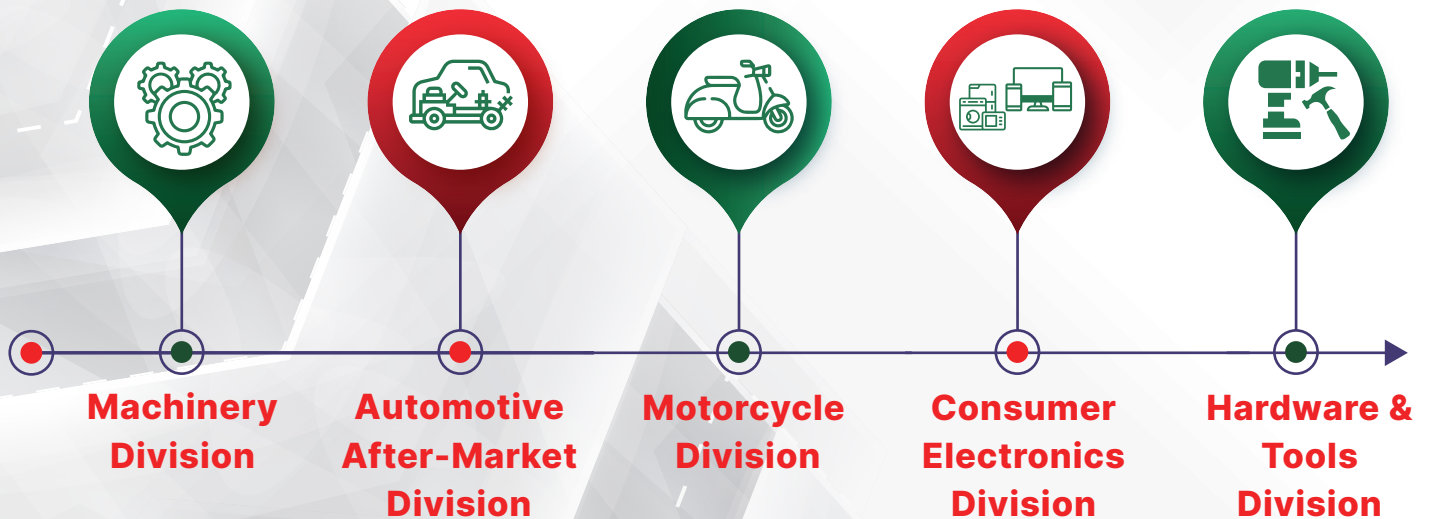 Machinery
Division
Automotive
After-Market
Division
Motorcycle
Division
Consumer
Electronics
Division
Hardware &
Tools
Division